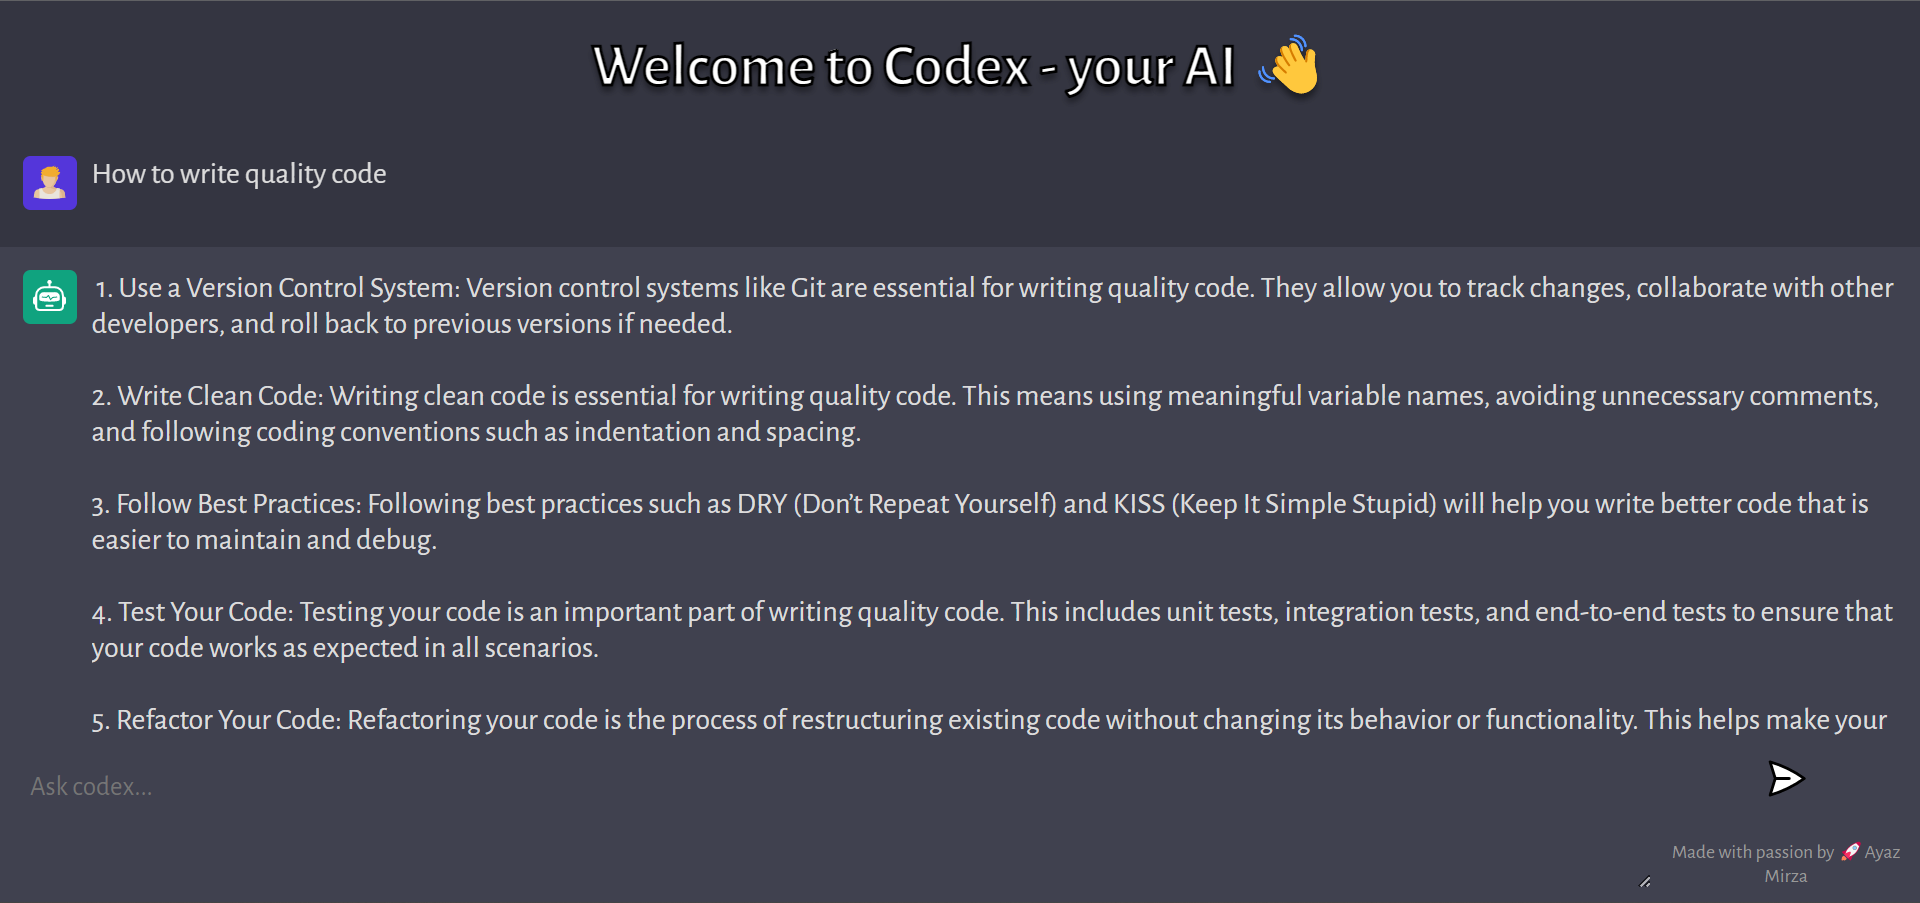 Welcome to Codex - your AI 👋
How to write quality code
1. Use a Version Control System: Version control systems like Git are essential for writing quality code. They allow you to track changes, collaborate with other
developers, and roll back to previous versions if needed.
2. Write Clean Code: Writing clean code is essential for writing quality code. This means using meaningful variable names, avoiding unnecessary comments,
and following coding conventions such as indentation and spacing.
3. Follow Best Practices: Following best practices such as DRY (Don’t Repeat Yourself) and KISS (Keep It Simple Stupid) will help you write better code that is
easier to maintain and debug.
4. Test Your Code: Testing your code is an important part of writing quality code. This includes unit tests, integration tests, and end-to-end tests to ensure that
your code works as expected in all scenarios.
5. Refactor Your Code: Refactoring your code is the process of restructuring existing code without changing its behavior or functionality. This helps make your
Ask codex...
Made with passion by 🚀 Ayaz
Mirza